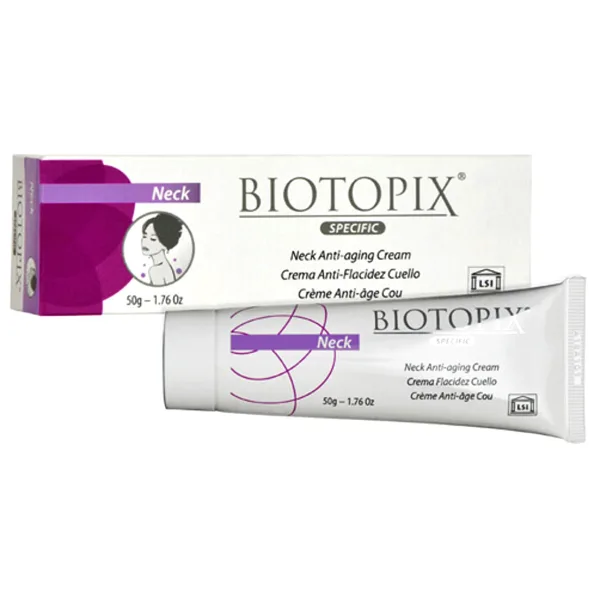 Neck
BIOTOPIX®
SPECIFIC
Neck Anti-aging Cream
Crema Anti-Flacidez Cuello
Crème Anti-âge Cou
50g – 1.76 Oz
LSI
Neck
BIOTOPIX
Neck
BIOTOPIX®
SPECIFIC
Neck Anti-aging Cream
Crema Flacidez Cuello
Crème Anti-âge Cou
50g – 1.76 Oz
LSI